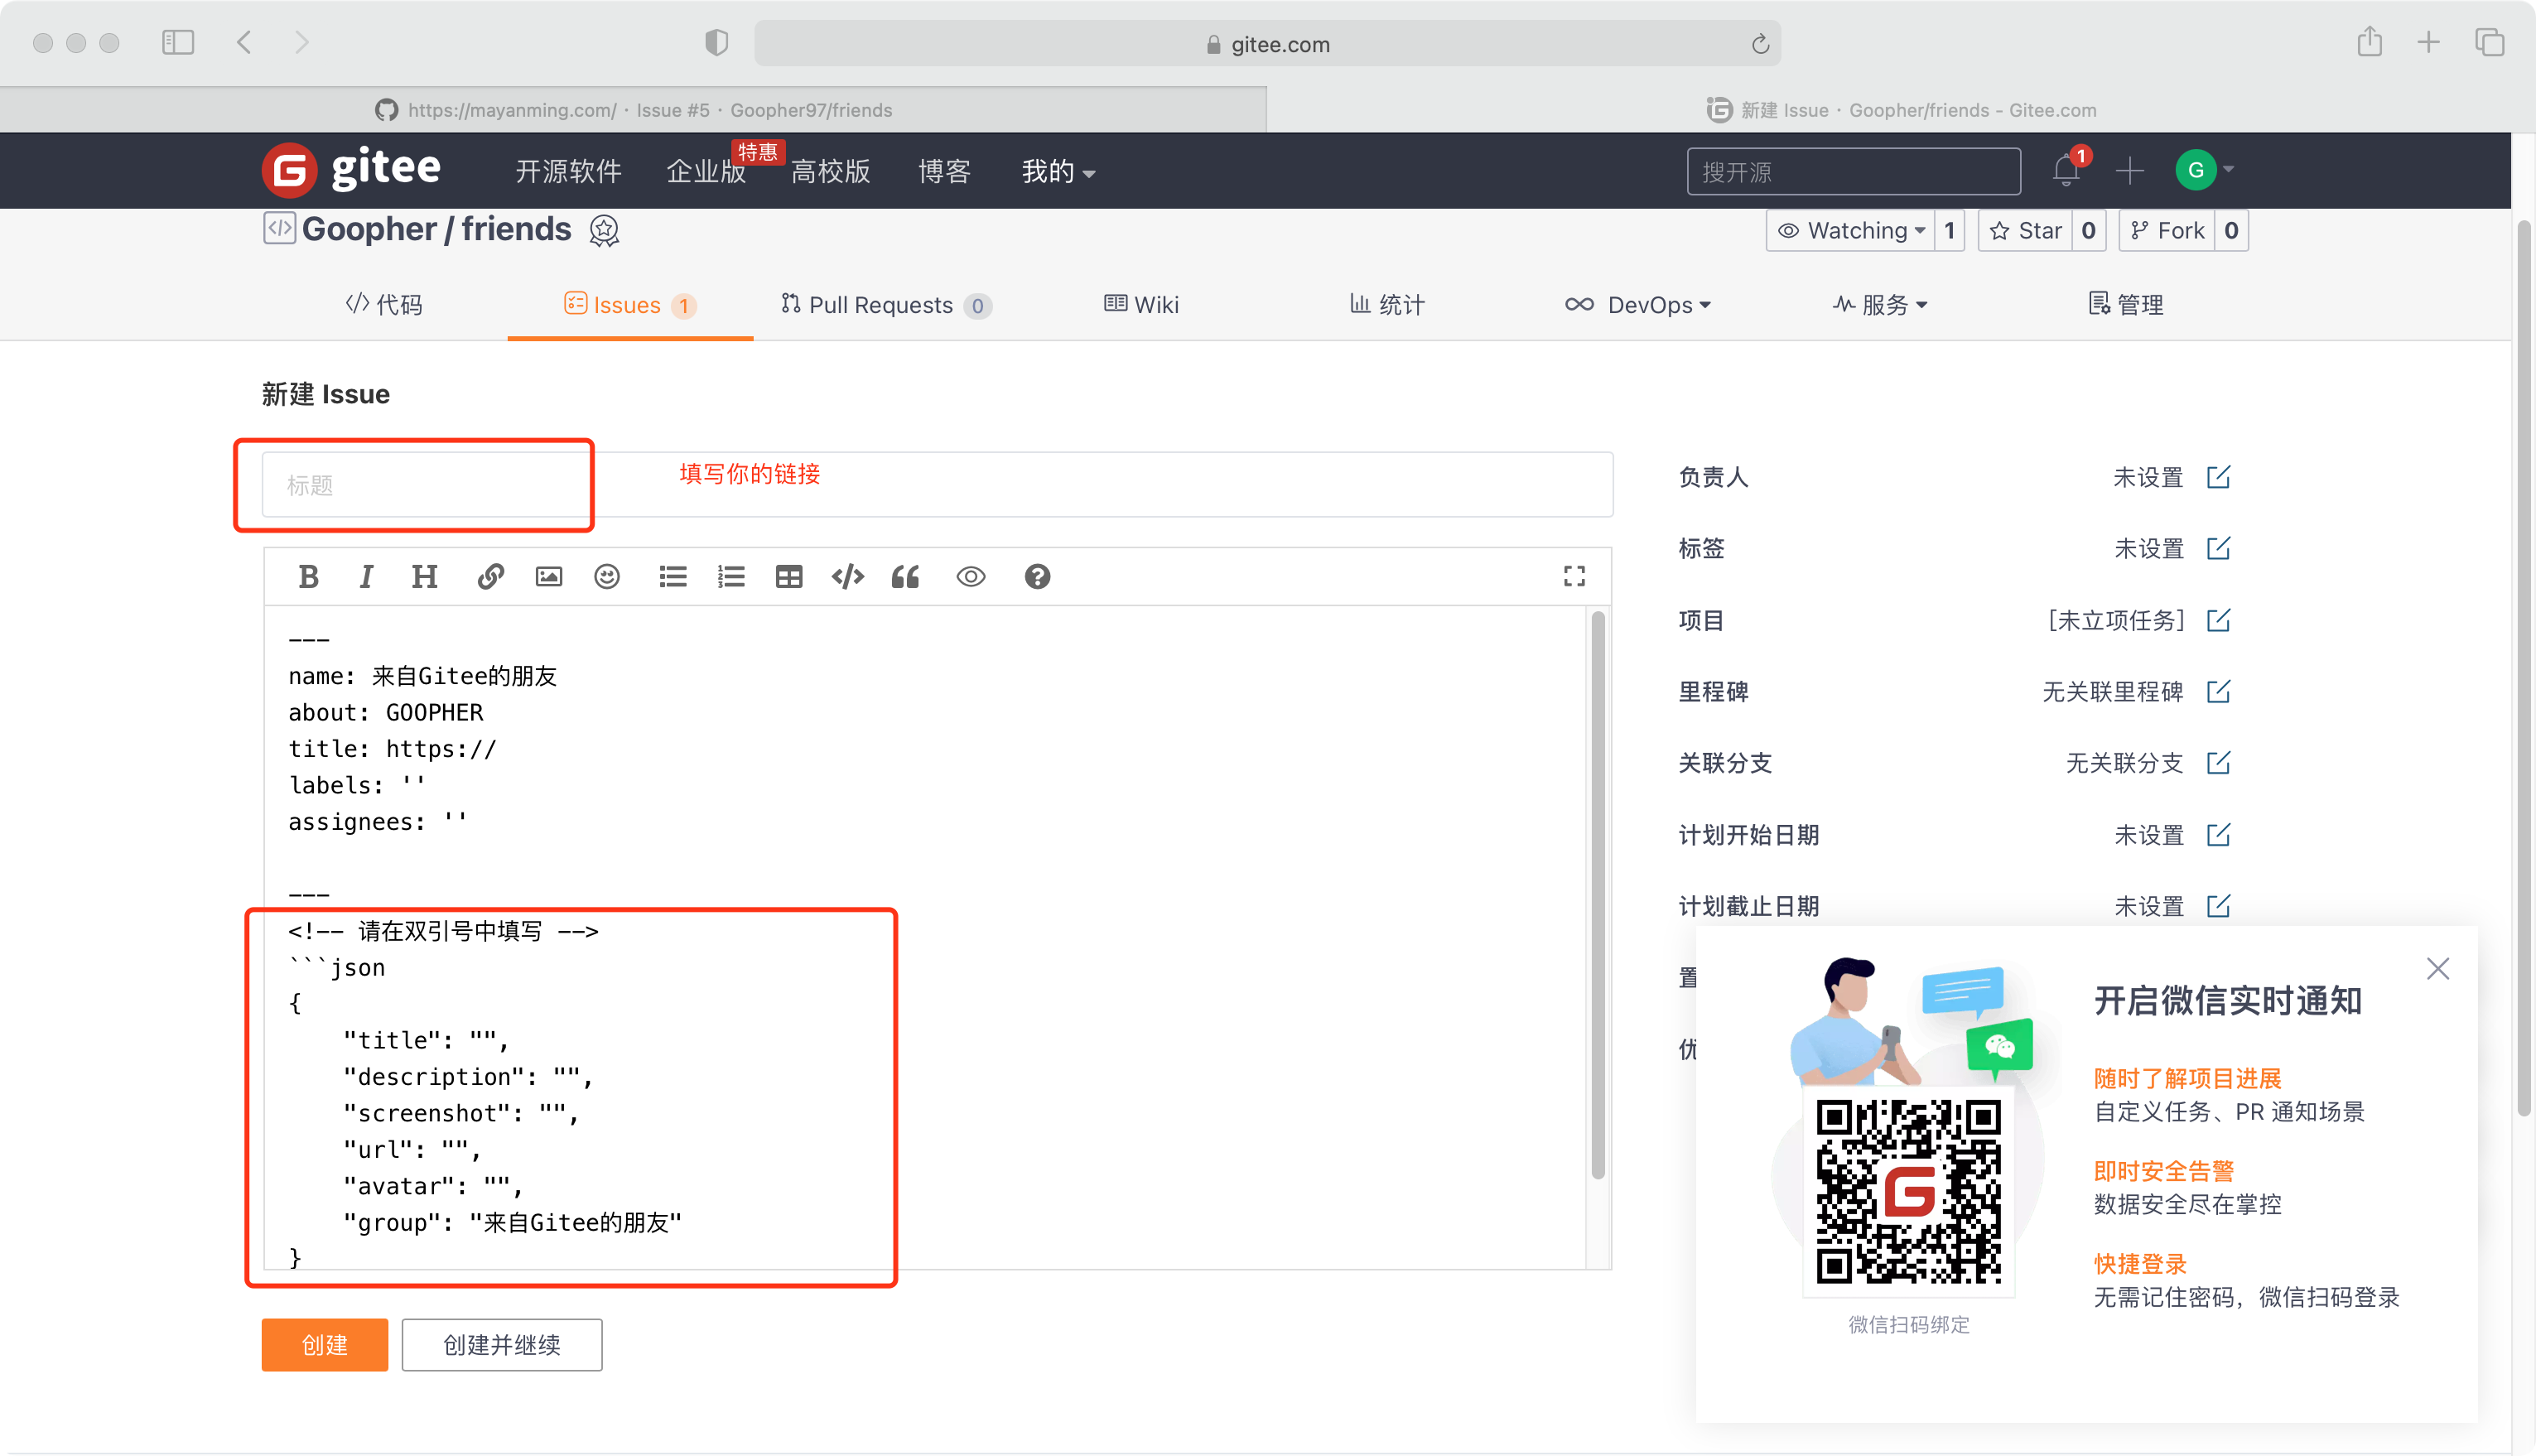 gitee.com
https://mayanming.com/ · Issue #5 · Goopher97/friends
新建 Issue · Goopher/friends - Gitee.com
gitee
开源软件
企业版
特惠
高校版
博客
我的
搜开源
1
G
Goopher / friends
Watching 1
Star 0
Fork 0
代码
Issues 1
Pull Requests 0
Wiki
统计
DevOps
服务
管理
新建 Issue
标题
填写你的链接
B I H
---
name: 来自Gitee的朋友
about: GOOPHER
title: https://
labels: ''
assignees: ''
---
<!-- 请在双引号中填写 -->
```json
{
"title": "",
"description": "",
"screenshot": "",
"url": "",
"avatar": "",
"group": "来自Gitee的朋友"
}
创建
创建并继续
负责人 未设置
标签 未设置
项目 [未立项任务]
里程碑 无关联里程碑
关联分支 无关联分支
计划开始日期 未设置
计划截止日期 未设置
置
优
开启微信实时通知
随时了解项目进展
自定义任务、PR 通知场景
即时安全告警
数据安全尽在掌控
快捷登录
无需记住密码，微信扫码登录
微信扫码绑定